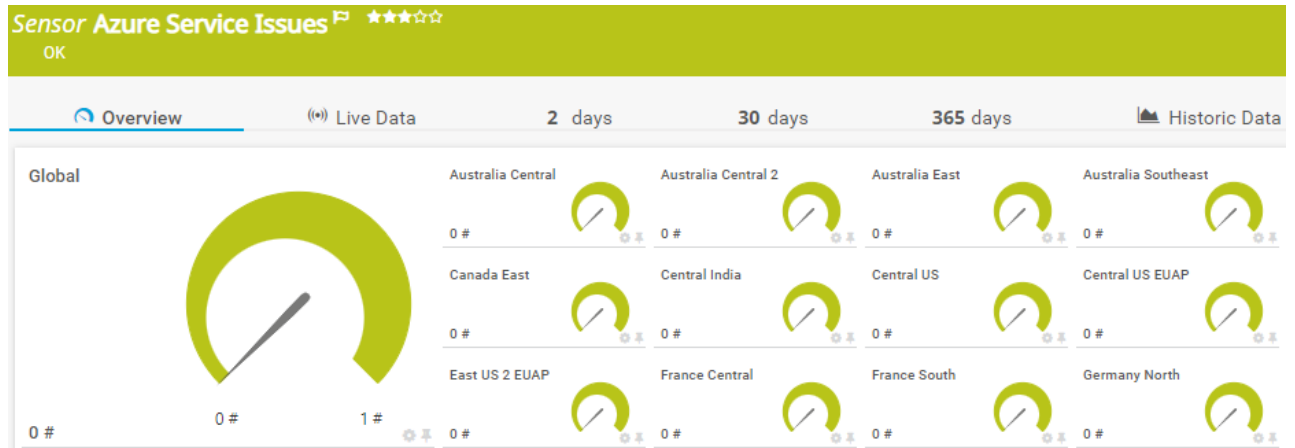 Sensor Azure Service Issues
OK
Overview Live Data 2 days 30 days 365 days Historic Data
Global
0 # 1 #
0 #
Australia Central Australia Central 2 Australia East Australia Southeast
0 # 0 # 0 # 0 #
Canada East Central India Central US Central US EUAP
0 # 0 # 0 # 0 #
East US 2 EUAP France Central France South Germany North
0 # 0 # 0 # 0 #